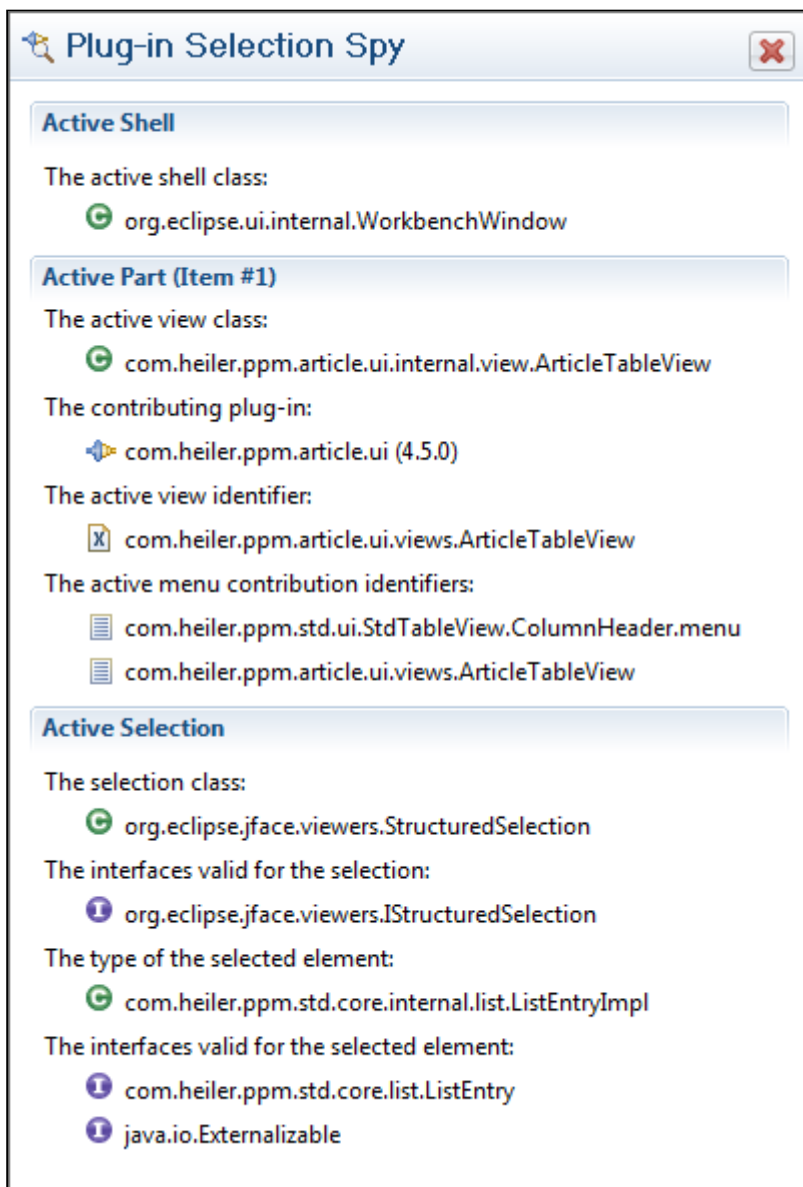 Plug-in Selection Spy
Active Shell
The active shell class:
org.eclipse.ui.internal.WorkbenchWindow
Active Part (Item #1)
The active view class:
com.heiler.ppm.article.ui.internal.view.ArticleTableView
The contributing plug-in:
com.heiler.ppm.article.ui (4.5.0)
The active view identifier:
com.heiler.ppm.article.ui.views.ArticleTableView
The active menu contribution identifiers:
com.heiler.ppm.std.ui.StdTableView.ColumnHeader.menu
com.heiler.ppm.article.ui.views.ArticleTableView
Active Selection
The selection class:
org.eclipse.jface.viewers.StructuredSelection
The interfaces valid for the selection:
org.eclipse.jface.viewers.IStructuredSelection
The type of the selected element:
com.heiler.ppm.std.core.internal.list.ListEntryImpl
The interfaces valid for the selected element:
com.heiler.ppm.std.core.list.ListEntry
java.io.Externalizable